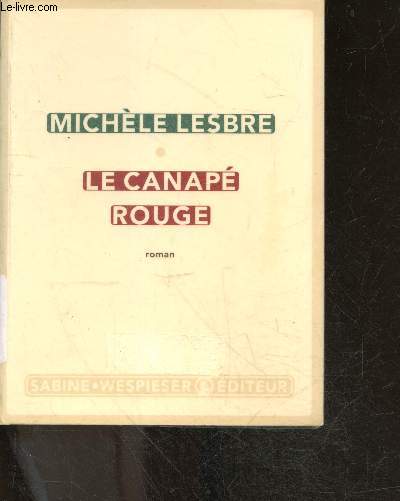 Le-livre.com
MICHÈLE LESBRE
LE CANAPÉ
ROUGE
roman
SABINE • WESPIESER ÉDITEUR